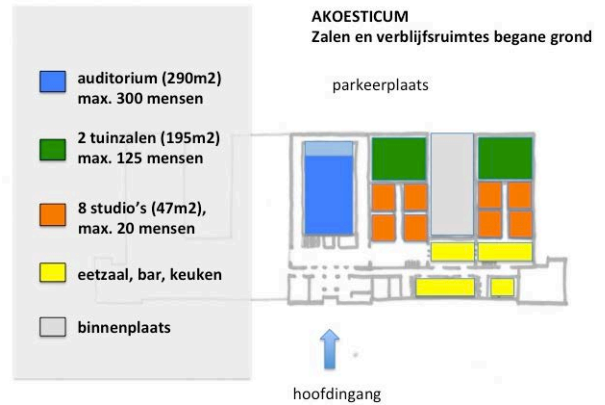 AKOESTICUM
Zalen en verblijfsruimtes begane grond
parkeerplaats
auditorium (290m2)
max. 300 mensen
2 tuinzalen (195m2)
max. 125 mensen
8 studio's (47m2),
max. 20 mensen
eetzaal, bar, keuken
binnenplaats
hoofdingang